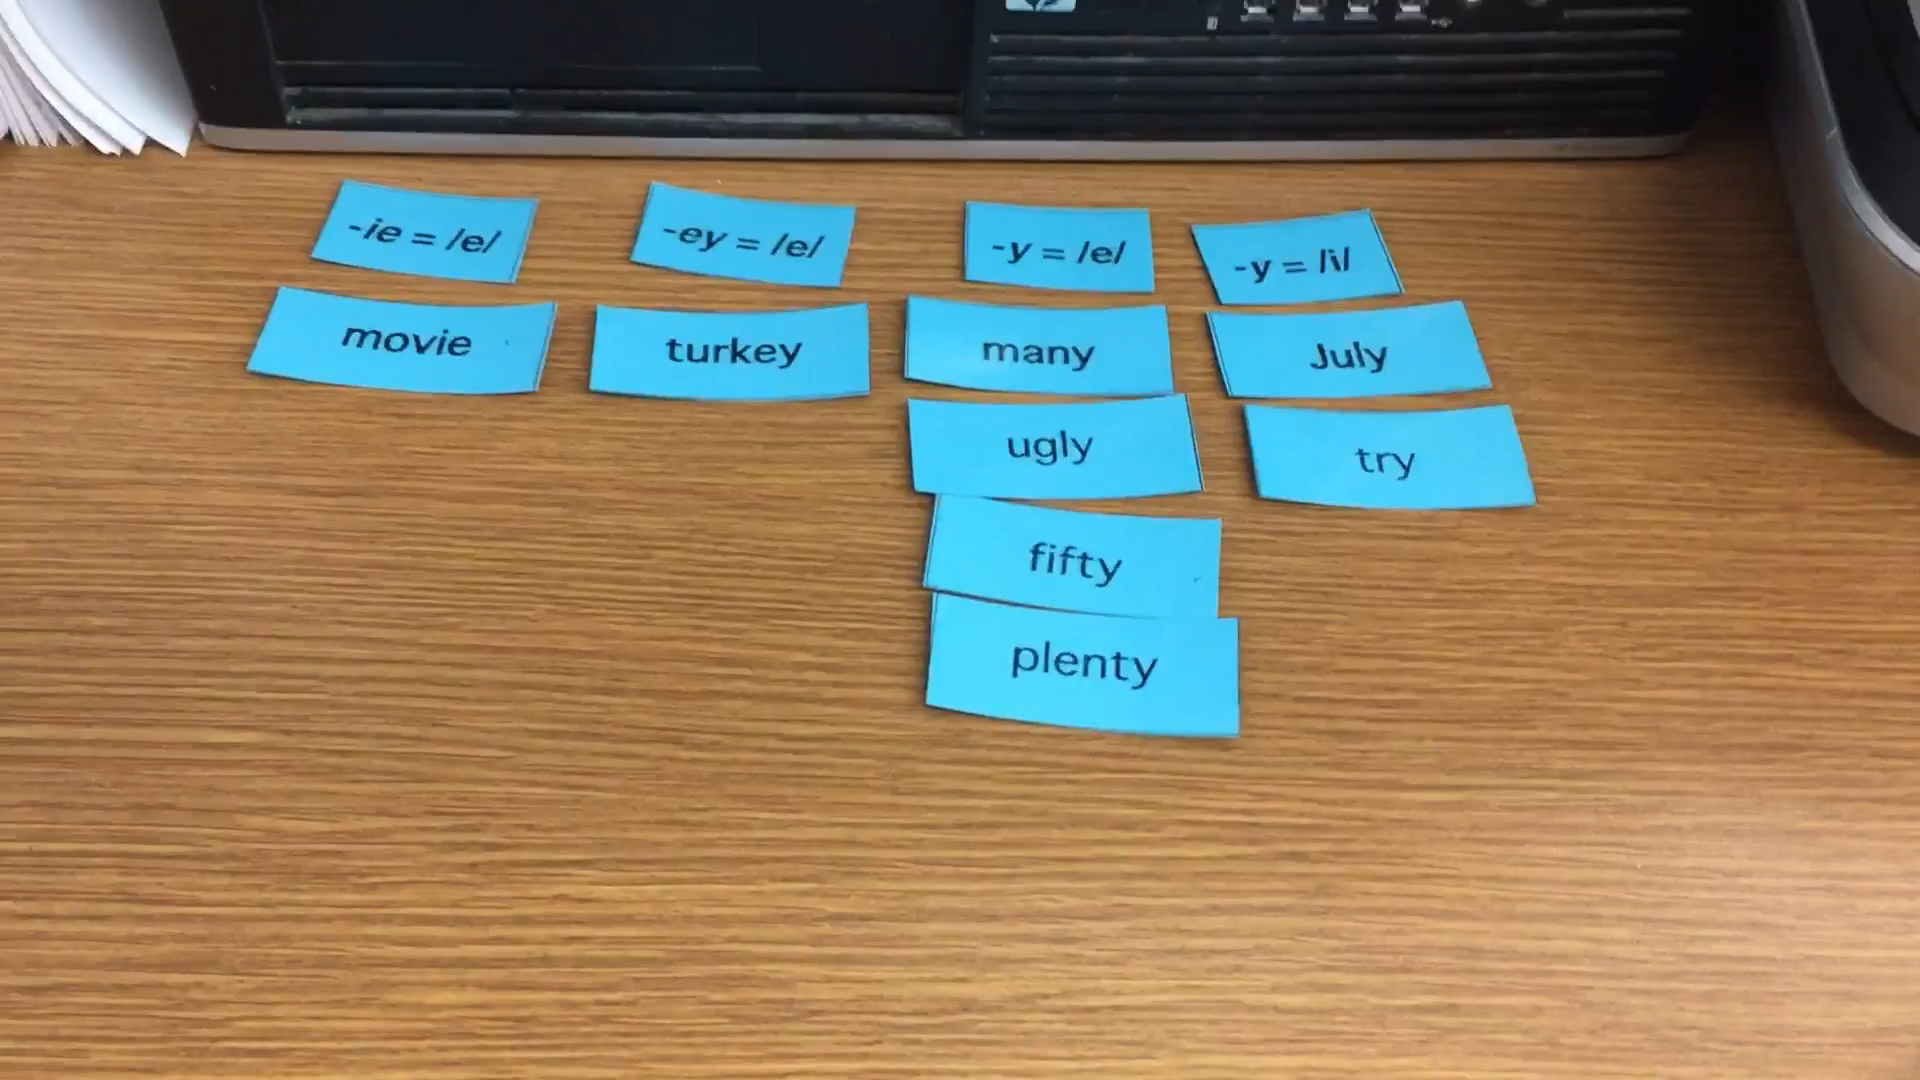 -ie = /e/
-ey = /e/
-y = /e/
-y = /i/
movie
turkey
many
July
ugly
try
fifty
plenty